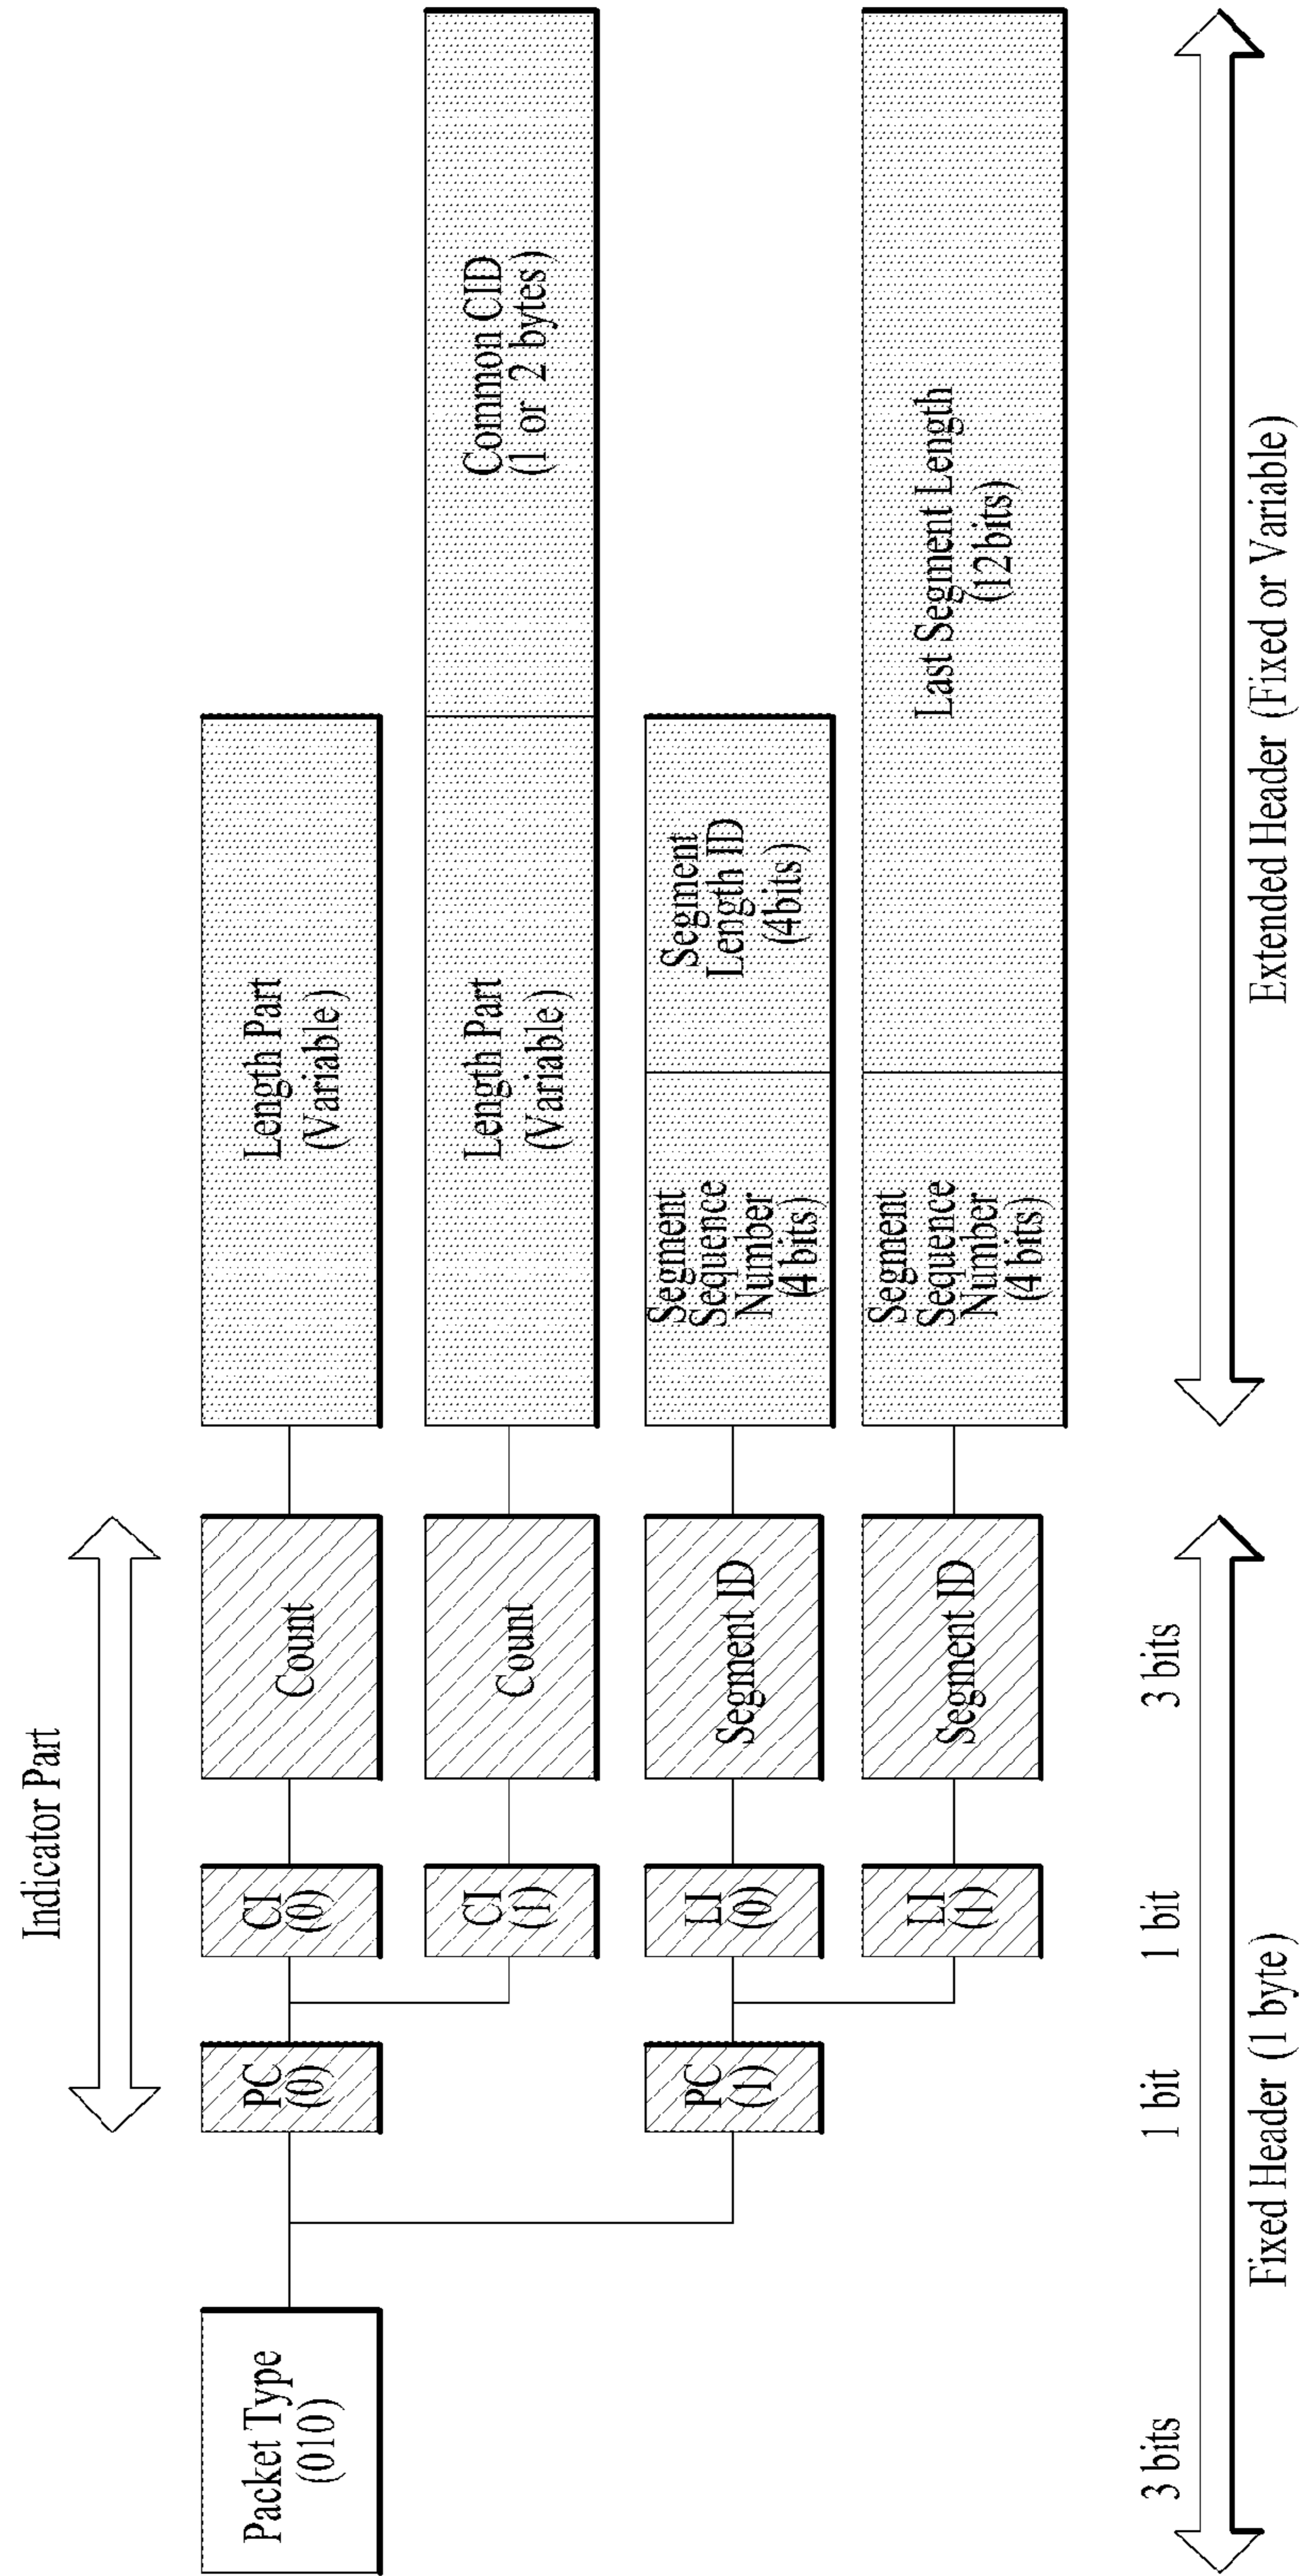 Indicator Part
Packet Type
(010)
PC
(0)
CI
(0)
Count
Length Part
(Variable)
CI
(1)
Count
Length Part
(Variable)
Common CID
(1 or 2 bytes)
PC
(1)
LI
(0)
Segment ID
Segment
Sequence
Number
(4 bits)
Segment
Length ID
(4bits)
LI
(1)
Segment ID
Segment
Sequence
Number
(4 bits)
Last Segment Length
(12bits)
3 bits
1 bit
1 bit
3 bits
Fixed Header (1 byte)
Extended Header (Fixed or Variable)